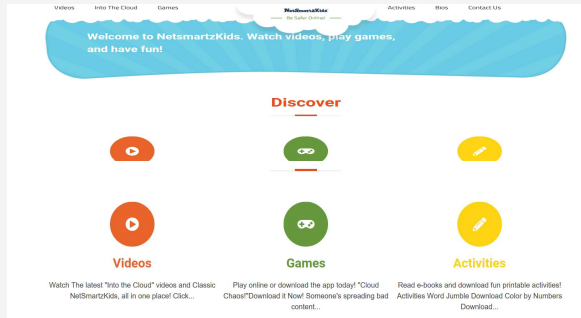 Videos Into The Cloud Games NetSmartzKids Activities Bios Contact Us
Be Safer Online!
Welcome to NetsmartzKids. Watch videos, play games,
and have fun!
Discover
Videos Games Activities
Watch The latest "Into the Cloud" videos and Classic Play online or download the app today! "Cloud Read e-books and download fun printable activities!
NetSmartzKids, all in one place! Click... Chaos!"Download it Now! Someone's spreading bad Activities Word Jumble Download Color by Numbers
content... Download...